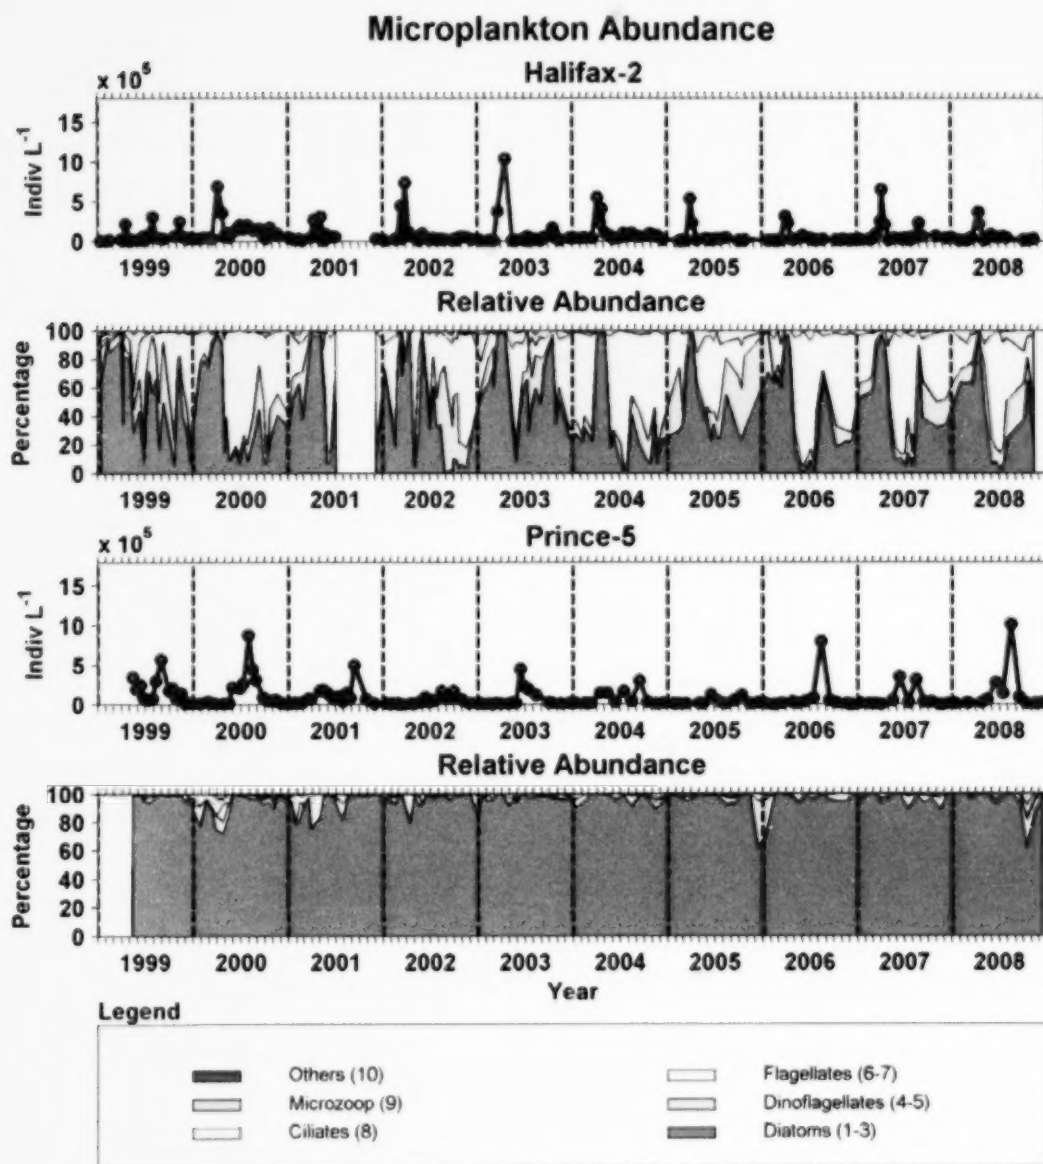 Microplankton Abundance
Halifax-2
x 10^5
Indiv L^-1
15
10
5
0
1999 2000 2001 2002 2003 2004 2005 2006 2007 2008
Relative Abundance
Percentage
100
80
60
40
20
0
1999 2000 2001 2002 2003 2004 2005 2006 2007 2008
Prince-5
x 10^5
Indiv L^-1
15
10
5
0
1999 2000 2001 2002 2003 2004 2005 2006 2007 2008
Relative Abundance
Percentage
100
80
60
40
20
0
1999 2000 2001 2002 2003 2004 2005 2006 2007 2008
Year
Legend
Others (10)
Microzoop (9)
Ciliates (8)
Flagellates (6-7)
Dinoflagellates (4-5)
Diatoms (1-3)